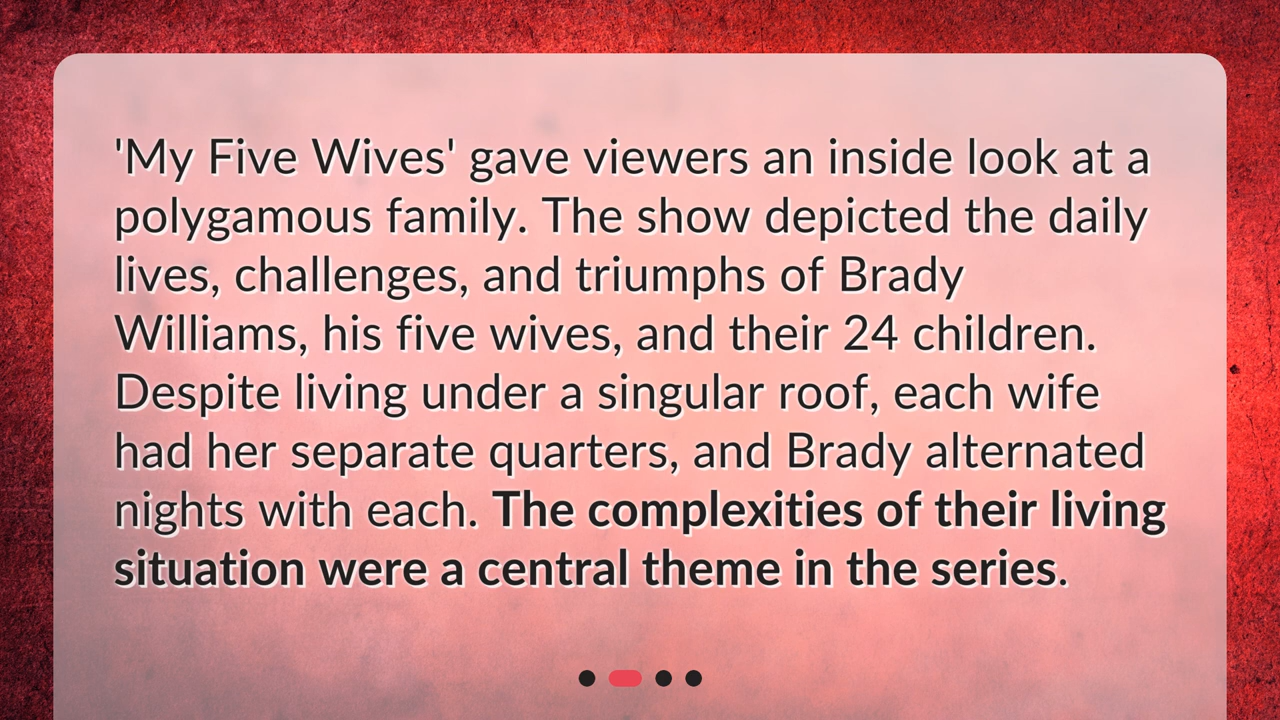 'My Five Wives' gave viewers an inside look at a
polygamous family. The show depicted the daily
lives, challenges, and triumphs of Brady
Williams, his five wives, and their 24 children.
Despite living under a singular roof, each wife
had her separate quarters, and Brady alternated
nights with each. The complexities of their living
situation were a central theme in the series.